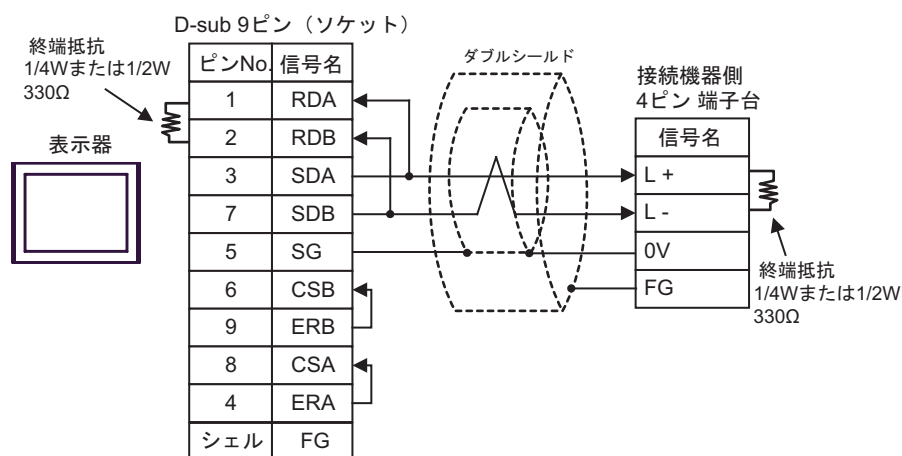 D-sub 9ピン（ソケット）
終端抵抗
1/4Wまたは1/2W
330Ω
表示器
ピンNo. 信号名
1 RDA
2 RDB
3 SDA
7 SDB
5 SG
6 CSB
9 ERB
8 CSA
4 ERA
シェル FG
ダブルシールド
接続機器側
4ピン 端子台
信号名
L +
L -
0V
FG
終端抵抗
1/4Wまたは1/2W
330Ω